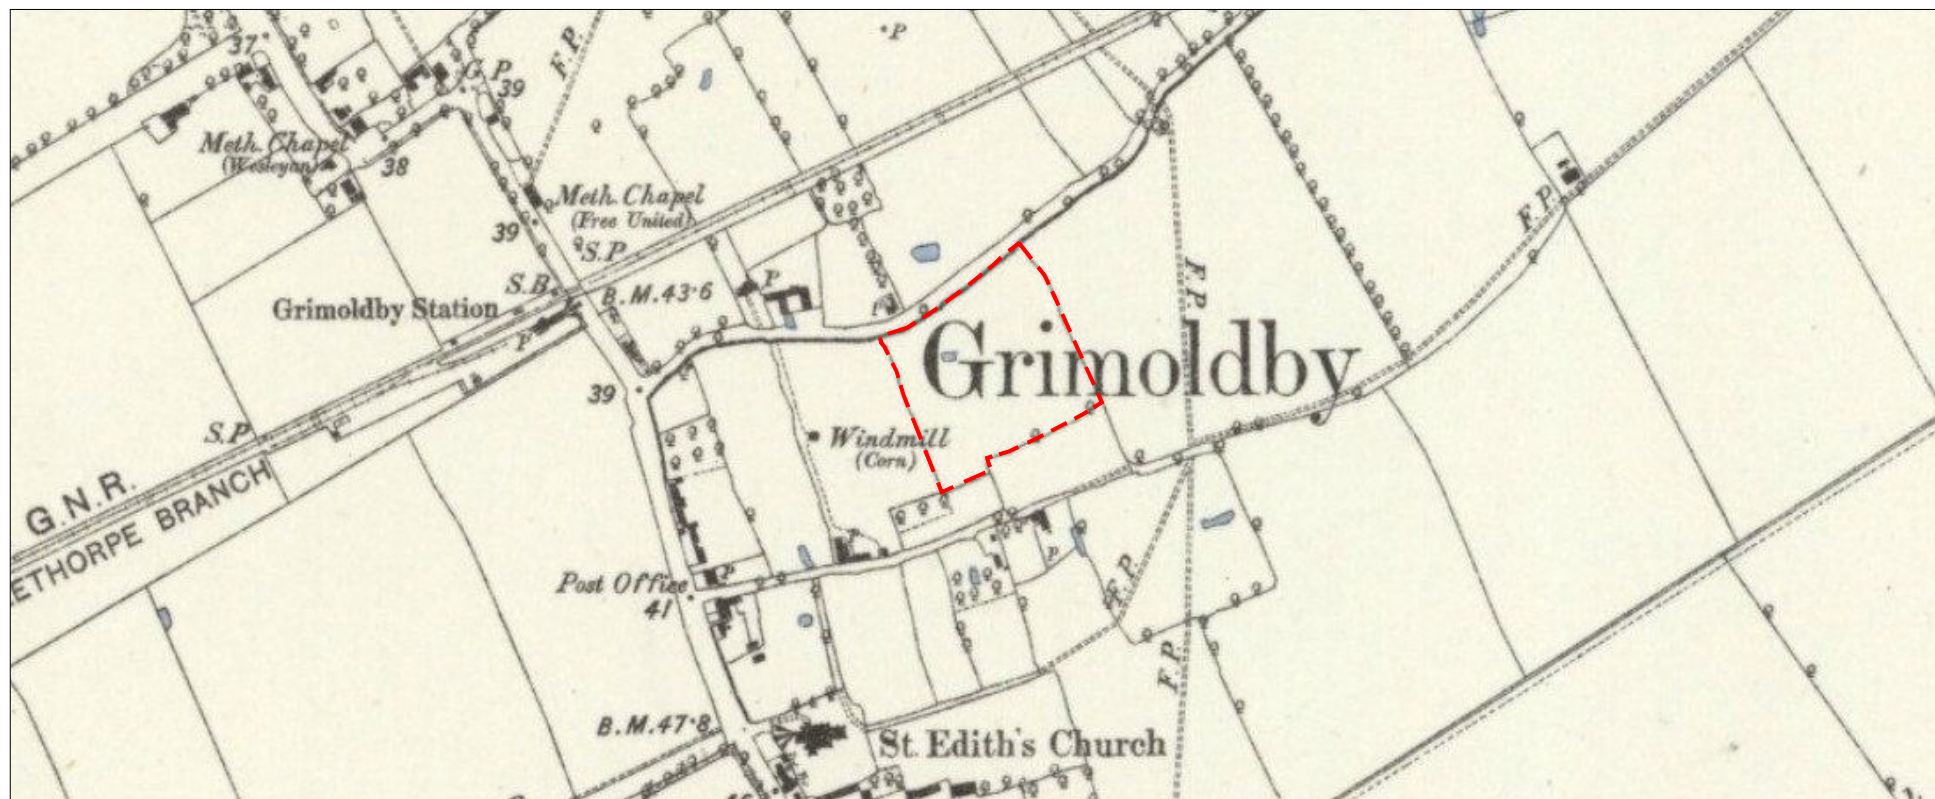 37
F.P.
P
G.P.
39
Meth. Chapel
(Wesleyan)
38
Meth. Chapel
(Free United)
39
S.P.
F.P.
S.B.
B.M.43·6
P
F.P.
Grimoldby Station
P
Grimoldby
39
S.P.
Windmill
(Corn)
G.N.R.
ETHORPE BRANCH
P
P
Post Office
P
F.P.
41
F.P.
B.M.47·8
St. Edith's Church